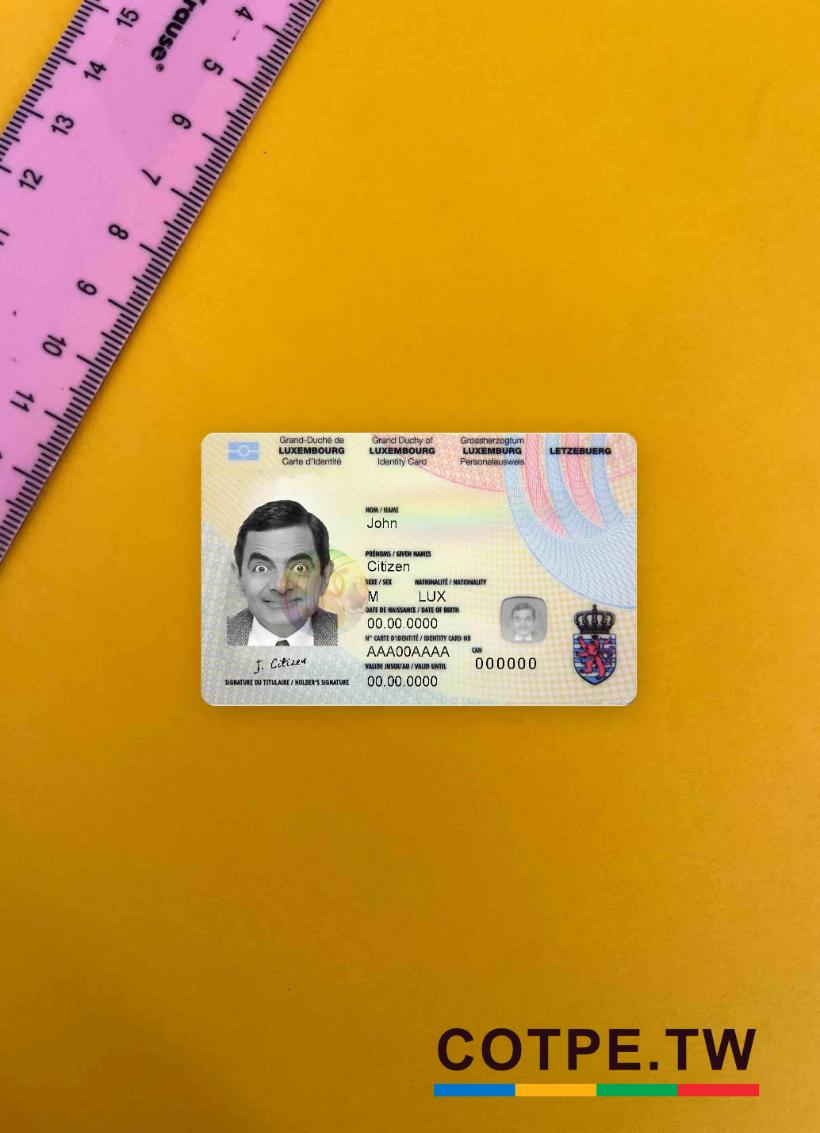 Krause®
15
14
13
12
11
4
5
6
7
8
9
10
11
Grand-Duché de
LUXEMBOURG
Carte d'Identité
Grand Duchy of
LUXEMBOURG
Identity Card
Grossherzogtum
LUXEMBURG
Personalausweis
LETZEBUERG
NOM / NAME
John
PRÉNOMS / GIVEN NAMES
Citizen
SEXE / SEX NATIONALITÉ / NATIONALITY
M LUX
DATE DE NAISSANCE / DATE OF BIRTH
00.00.0000
N° CARTE D'IDENTITÉ / IDENTITY CARD NB
AAA00AAAA
CAN
000000
VALIDE JUSQU'AU / VALID UNTIL
00.00.0000
J. Citizen
SIGNATURE DU TITULAIRE / HOLDER'S SIGNATURE
COTPE.TW